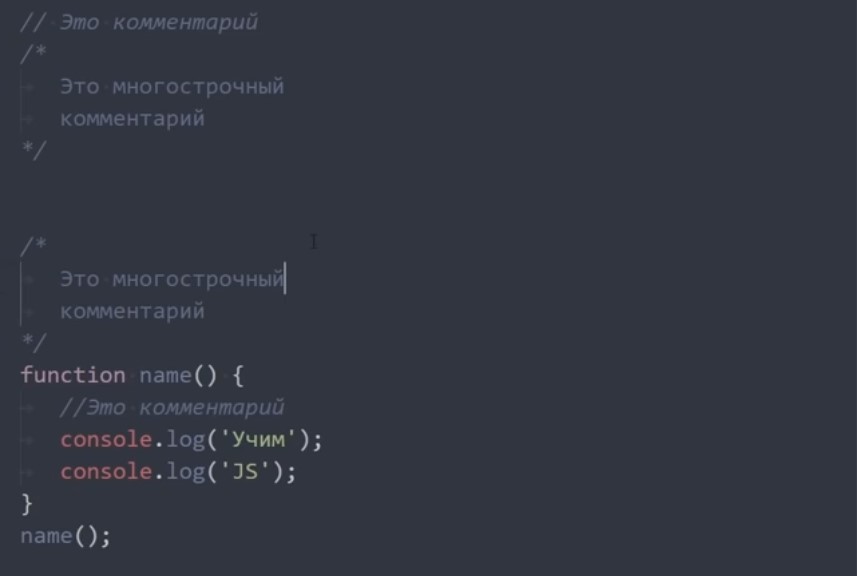 // Это комментарий
/*
Это многострочный
комментарий
*/
/*
Это многострочный
комментарий
*/
function name() {
//Это комментарий
console.log('Учим');
console.log('JS');
}
name();